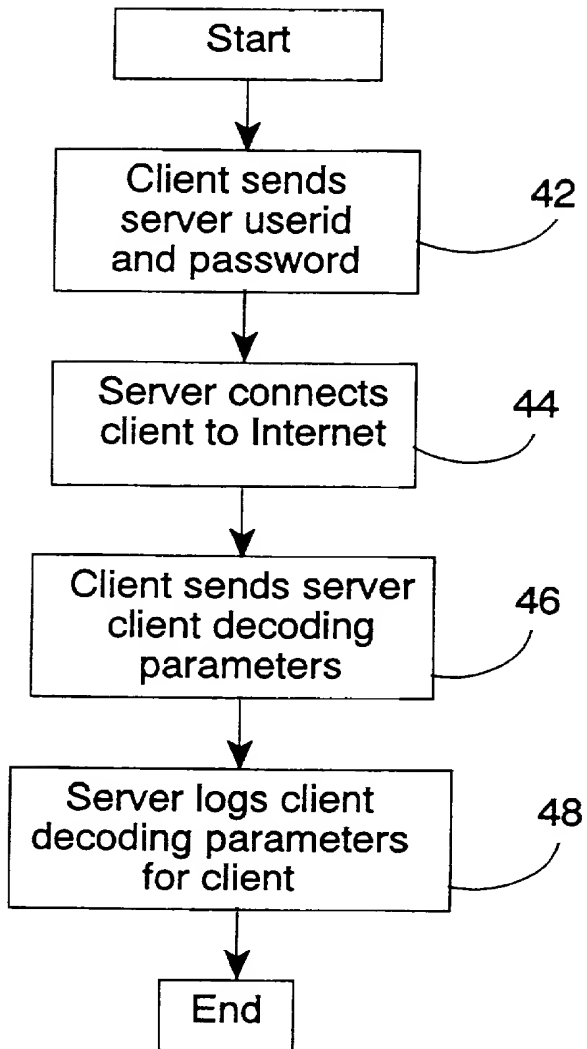 Start
Client sends
server userid
and password
42
Server connects
client to Internet
44
Client sends server
client decoding
parameters
46
Server logs client
decoding parameters
for client
48
End